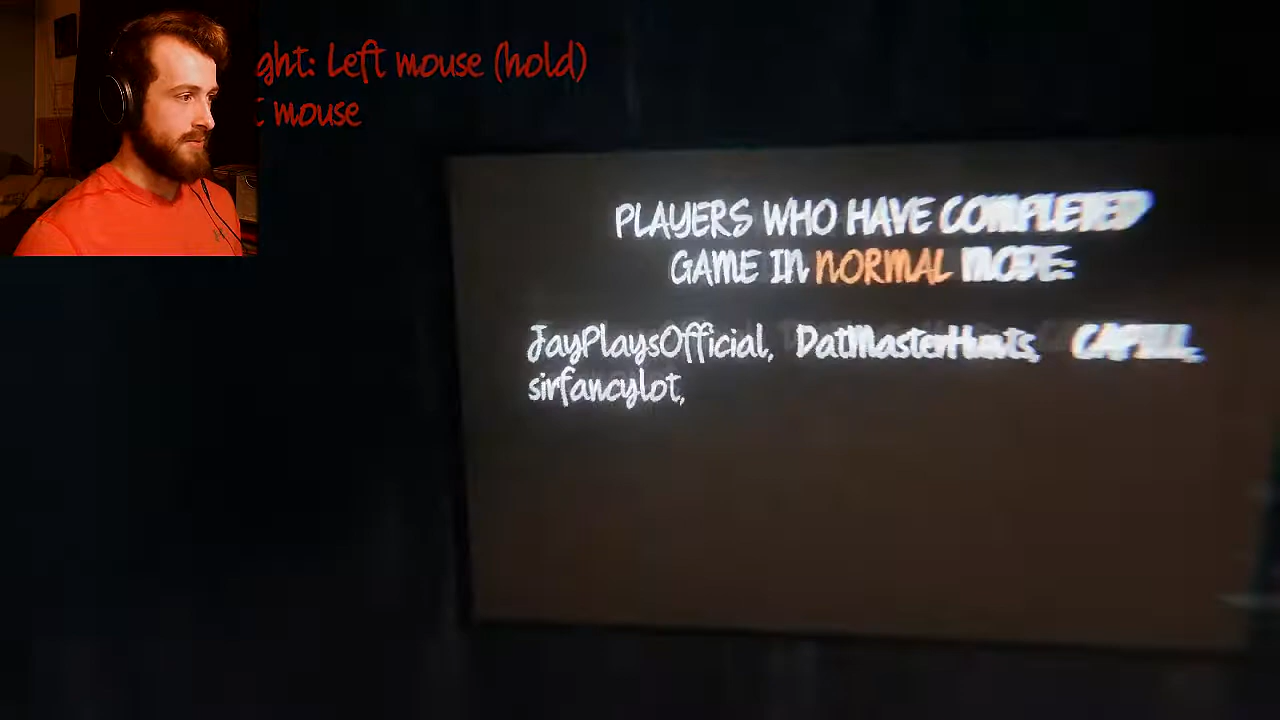 ght: Left mouse (hold)
t mouse
PLAYERS WHO HAVE COMPLETED
GAME IN NORMAL MODE:
JayPlaysOfficial, DatMasterHunts,
sirfancylot,